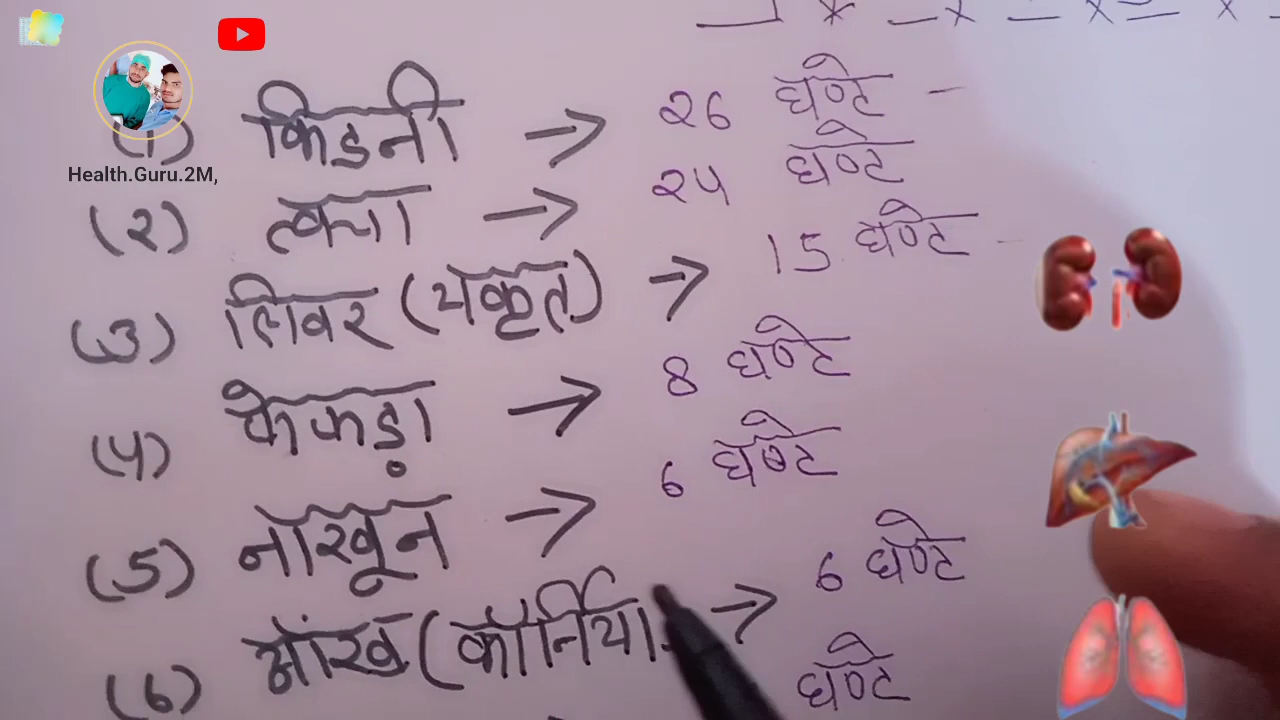 Health.Guru.2M,
(1) किडनी → 26 घण्टे -
(2) त्वचा → 24 घण्टे
(3) लिवर (यकृत) → 15 घण्टे -
(4) फेफड़ा → 8 घण्टे
(5) नाखून → 6 घण्टे
(6) आंख (कॉर्निया → 6 घण्टे
घण्टे